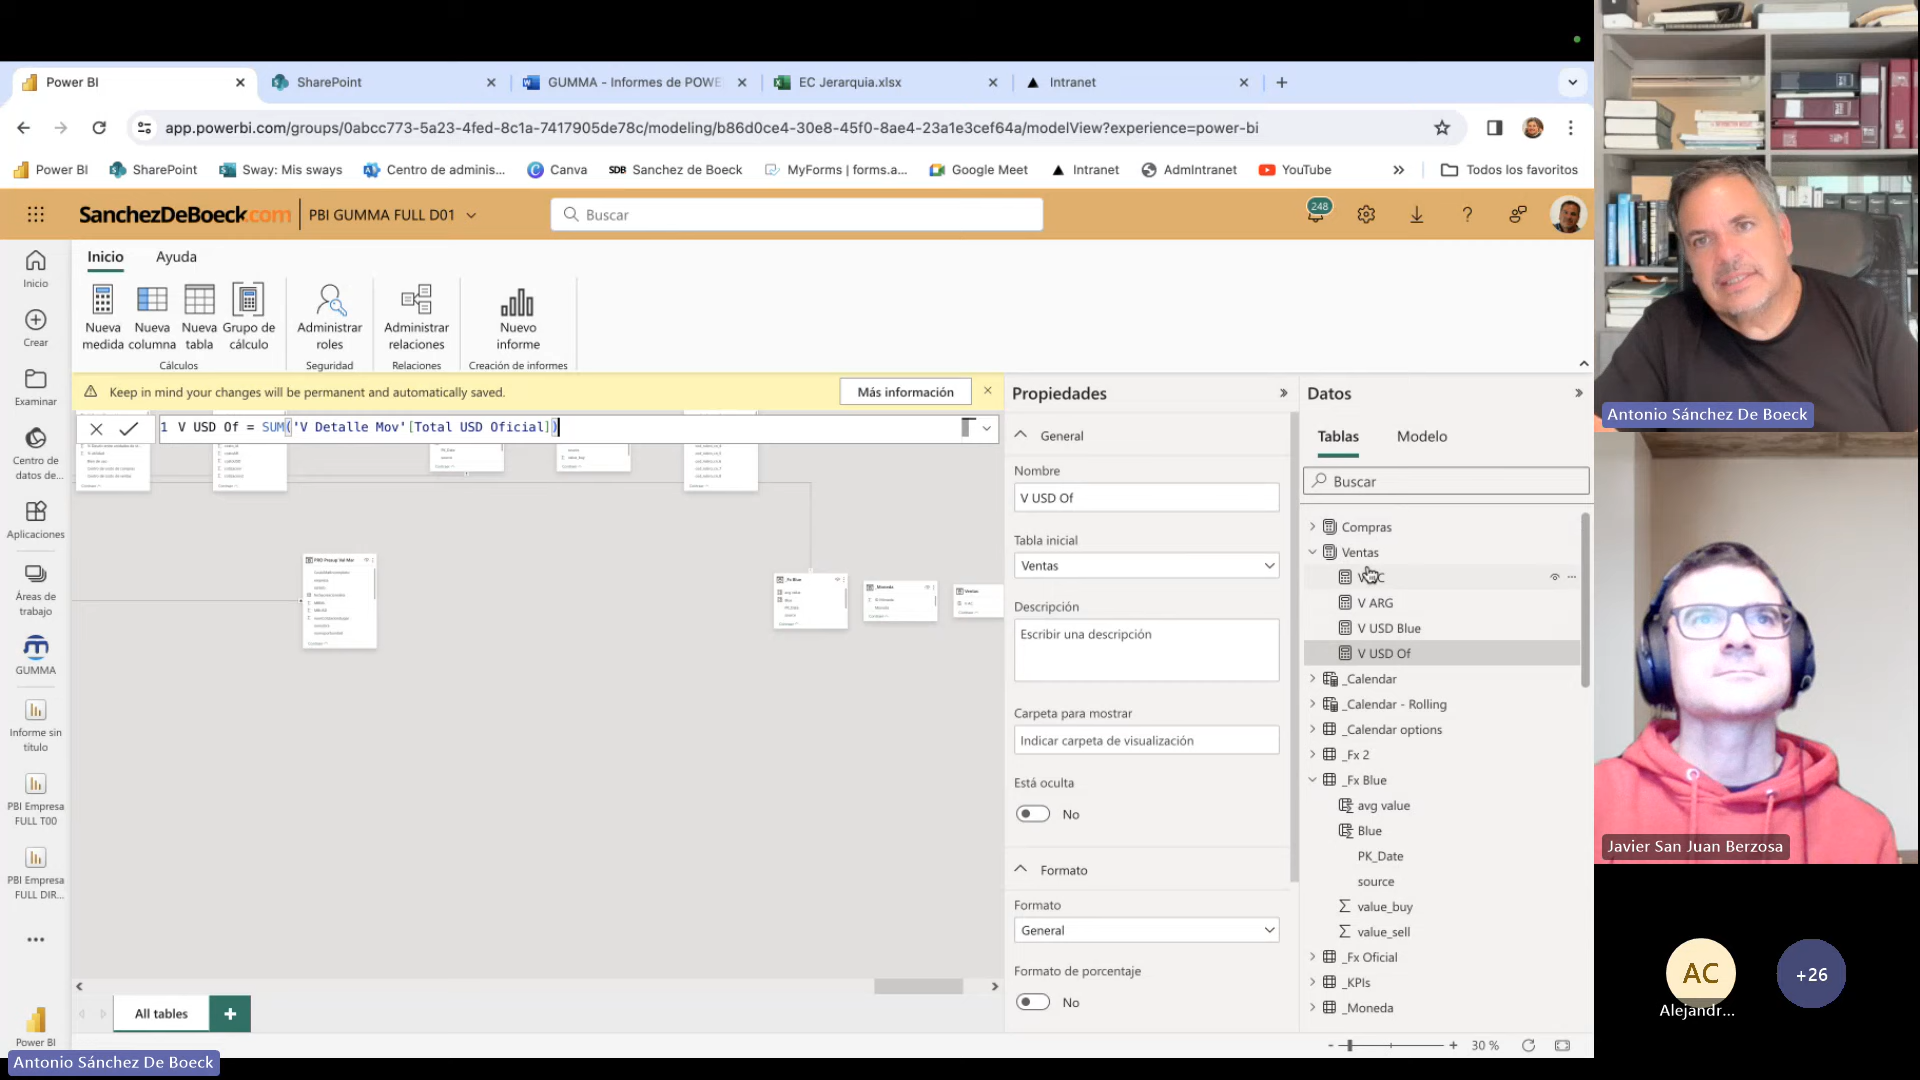 Power BI
SharePoint
GUMMA - Informes de POWE
EC Jerarquia.xlsx
Intranet
app.powerbi.com/groups/0abcc773-5a23-4fed-8c1a-7417905de78c/modeling/b86d0ce4-30e8-45f0-8ae4-23a1e3cef64a/modelView?experience=power-bi
Power BI
SharePoint
Sway: Mis sways
Centro de adminis...
Canva
SDB Sanchez de Boeck
MyForms | forms.a...
Google Meet
Intranet
AdmIntranet
YouTube
Todos los favoritos
SanchezDeBoeck.com
PBI GUMMA FULL D01
Buscar
248
Inicio
Ayuda
Nueva medida
Nueva columna
Nueva tabla
Grupo de cálculo
Cálculos
Administrar roles
Seguridad
Administrar relaciones
Relaciones
Nuevo informe
Creación de informes
Inicio
Crear
Examinar
Centro de datos de...
Aplicaciones
Áreas de trabajo
GUMMA
Informe sin título
PBI Empresa FULL T00
PBI Empresa FULL DIR...
Power BI
Keep in mind your changes will be permanent and automatically saved.
Más información
1 V USD Of = SUM('V Detalle Mov'[Total USD Oficial])
_Fx Blue
_Moneda
Ventas
All tables
Propiedades
General
Nombre
V USD Of
Tabla inicial
Ventas
Descripción
Escribir una descripción
Carpeta para mostrar
Indicar carpeta de visualización
Está oculta
No
Formato
Formato
General
Formato de porcentaje
No
Datos
Tablas
Modelo
Buscar
Compras
Ventas
V ARG
V USD Blue
V USD Of
_Calendar
_Calendar - Rolling
_Calendar options
_Fx 2
_Fx Blue
avg value
Blue
PK_Date
source
value_buy
value_sell
_Fx Oficial
_KPIs
_Moneda
30 %
Antonio Sánchez De Boeck
Antonio Sánchez De Boeck
Javier San Juan Berzosa
AC
Alejandr...
+26